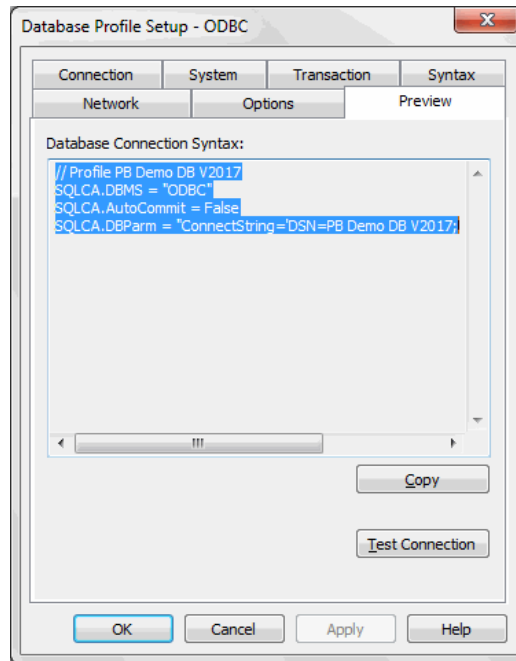 Database Profile Setup - ODBC
Connection System Transaction Syntax
Network Options Preview
Database Connection Syntax:
// Profile PB Demo DB V2017
SQLCA.DBMS = "ODBC"
SQLCA.AutoCommit = False
SQLCA.DBParm = "ConnectString='DSN=PB Demo DB V2017;
Copy
Test Connection
OK Cancel Apply Help